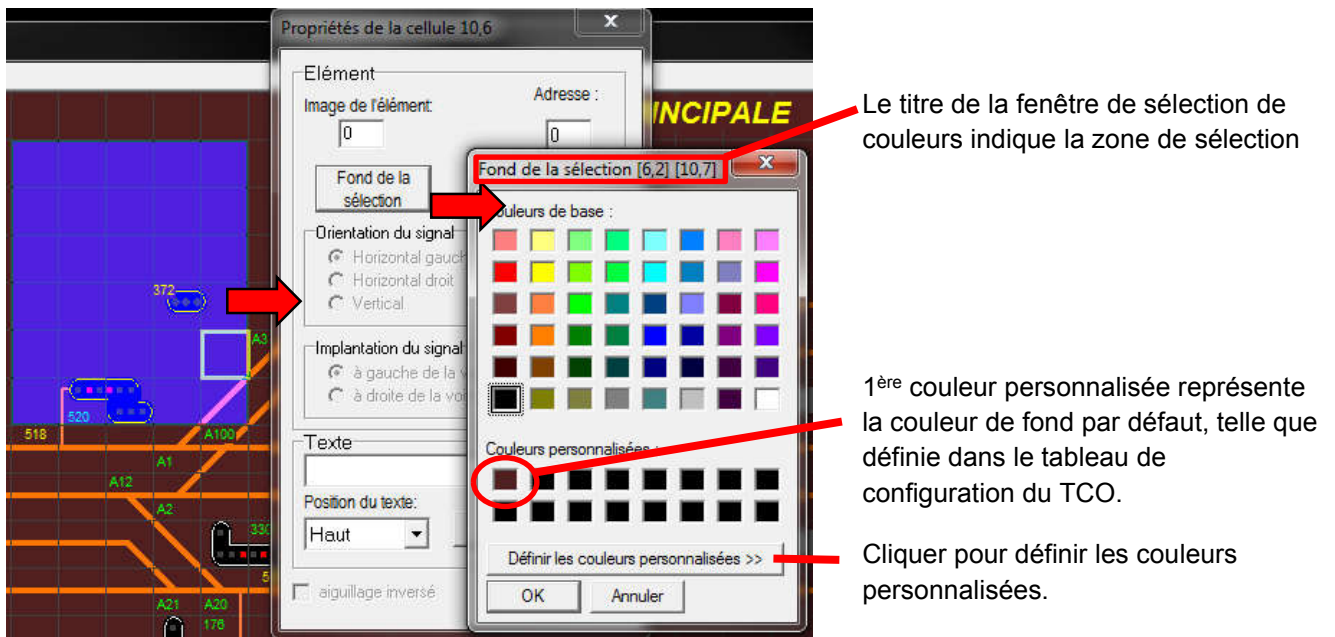 Propriétés de la cellule 10,6
x
Elément
Image de l'élément:
Adresse :
0
0
INCIPALE
Fond de la
sélection
Fond de la sélection [6,2] [10,7]
x
Couleurs de base :
Orientation du signal
Horizontal gauch
Horizontal droit
Vertical
Implantation du signal
à gauche de la v
à droite de la voi
Texte
Position du texte:
Haut
aiguillage inversé
Couleurs personnalisées :
Définir les couleurs personnalisées >>
OK
Annuler
372
A3
520
518
A100
A1
A12
A2
330
5
A21
A20
176
Le titre de la fenêtre de sélection de
couleurs indique la zone de sélection
1ère couleur personnalisée représente
la couleur de fond par défaut, telle que
définie dans le tableau de
configuration du TCO.
Cliquer pour définir les couleurs
personnalisées.